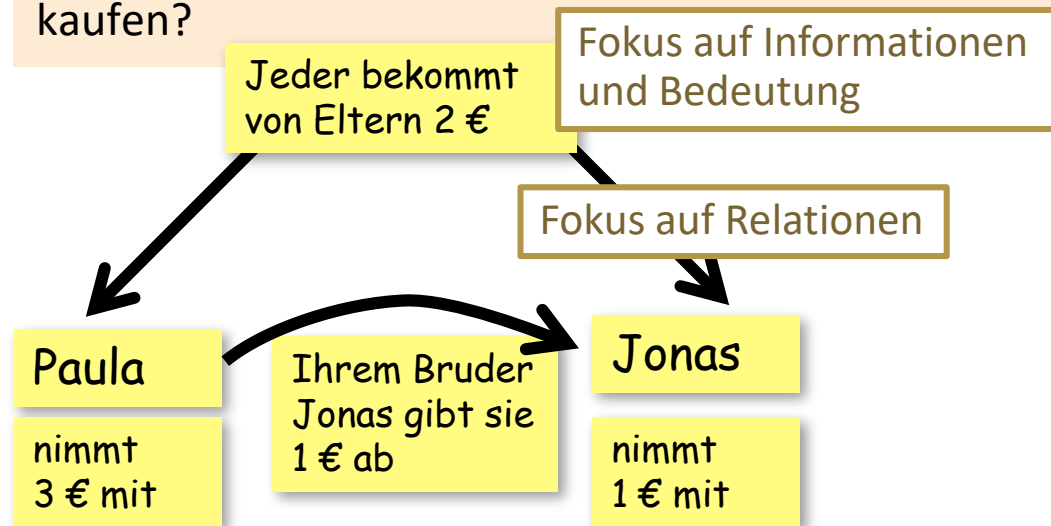 kaufen?
Jeder bekommt
von Eltern 2 €
Fokus auf Informationen
und Bedeutung
Fokus auf Relationen
Paula
Ihrem Bruder
Jonas gibt sie
1 € ab
Jonas
nimmt
3 € mit
nimmt
1 € mit